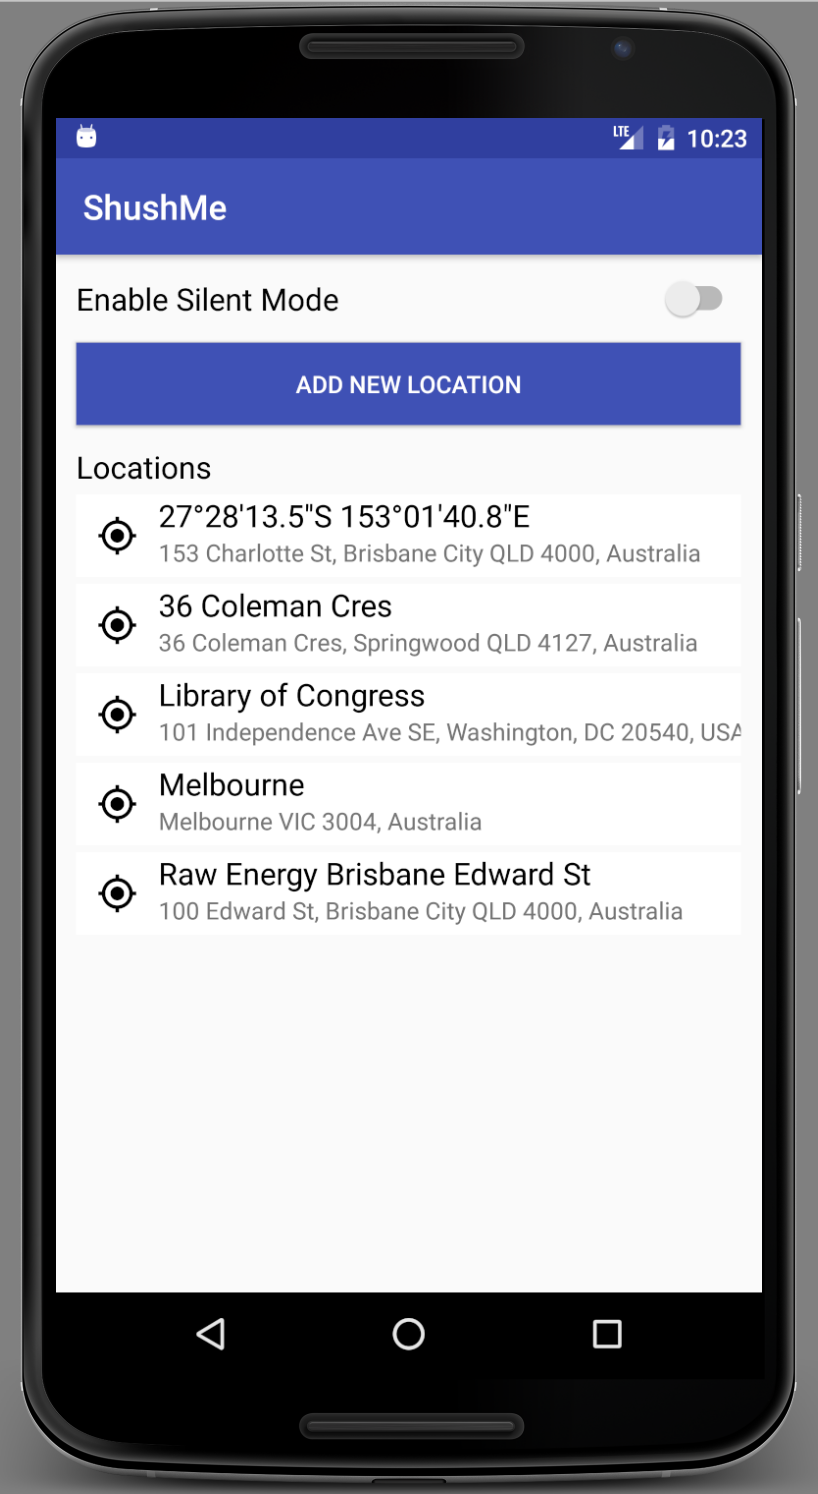 LTE 10:23
ShushMe
Enable Silent Mode
ADD NEW LOCATION
Locations
27°28'13.5"S 153°01'40.8"E
153 Charlotte St, Brisbane City QLD 4000, Australia
36 Coleman Cres
36 Coleman Cres, Springwood QLD 4127, Australia
Library of Congress
101 Independence Ave SE, Washington, DC 20540, USA
Melbourne
Melbourne VIC 3004, Australia
Raw Energy Brisbane Edward St
100 Edward St, Brisbane City QLD 4000, Australia